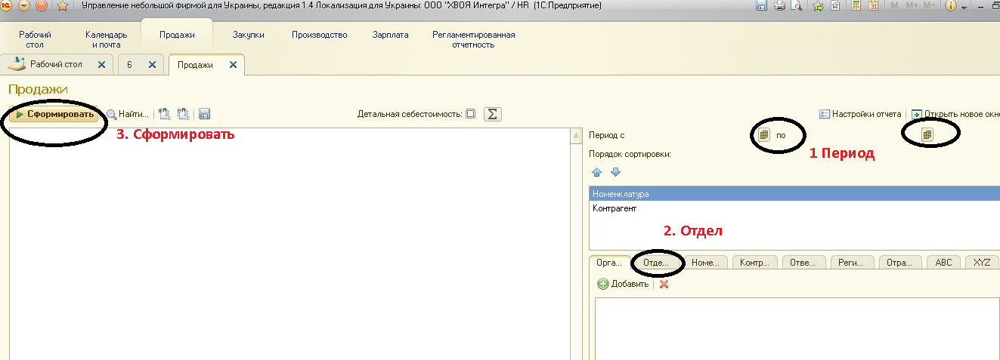 Управление небольшой фирмой для Украины, редакция 1.4 Локализация для Украины: ООО "ХВОЯ Интегра" / HR (1С:Предприятие)
M M+ M-
Рабочий стол
Календарь и почта
Продажи
Закупки
Производство
Зарплата
Регламентированная отчетность
Рабочий стол
6
Продажи
Продажи
Сформировать
Найти...
Детальная себестоимость:
Σ
Настройки отчета
Открыть новое окно
3. Сформировать
Период с
по
1 Период
Порядок сортировки:
Номенклатура
Контрагент
2. Отдел
Орга...
Отде...
Номе...
Контр...
Отве...
Реги...
Отра...
ABC
XYZ
Добавить